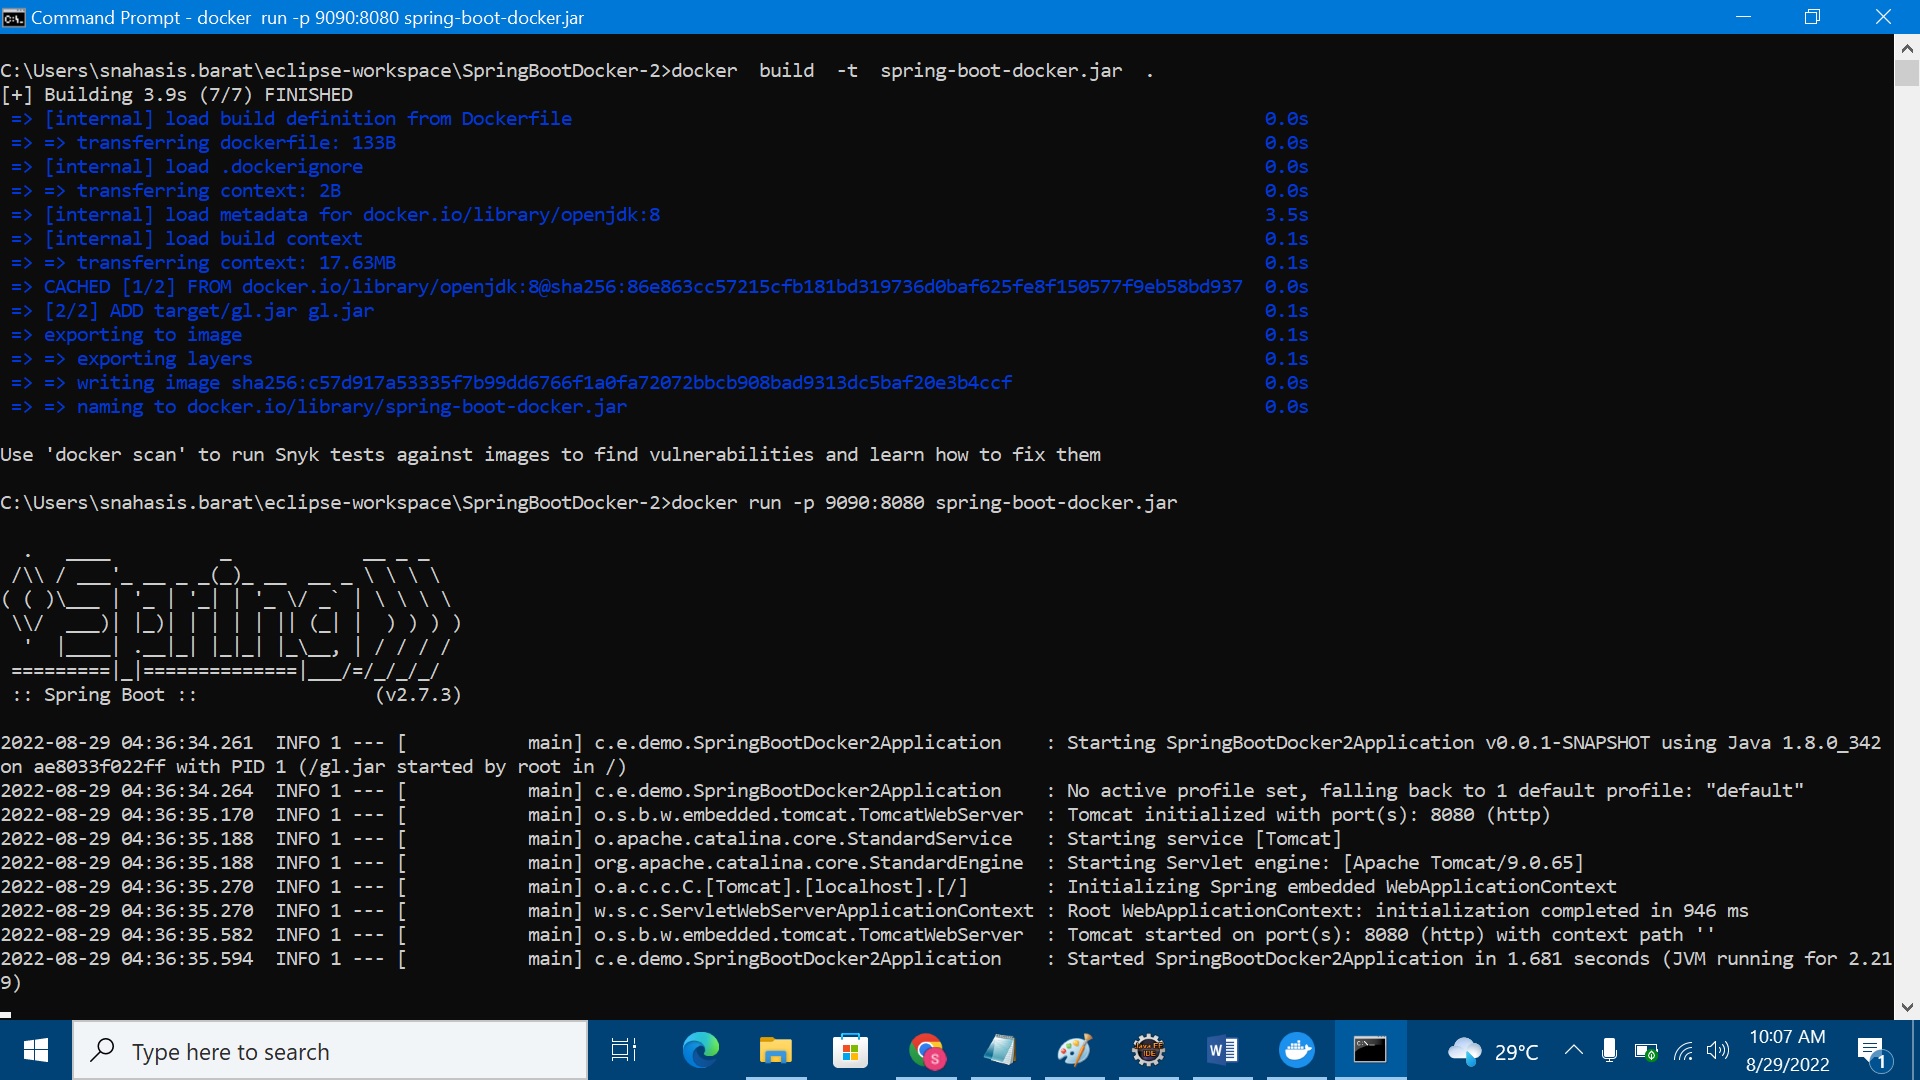 Command Prompt - docker  run -p 9090:8080 spring-boot-docker.jar
C:\Users\snahasis.barat\eclipse-workspace\SpringBootDocker-2>docker  build  -t  spring-boot-docker.jar  .
[+] Building 3.9s (7/7) FINISHED
=> [internal] load build definition from Dockerfile 0.0s
=> => transferring dockerfile: 133B 0.0s
=> [internal] load .dockerignore 0.0s
=> => transferring context: 2B 0.0s
=> [internal] load metadata for docker.io/library/openjdk:8 3.5s
=> [internal] load build context 0.1s
=> => transferring context: 17.63MB 0.1s
=> CACHED [1/2] FROM docker.io/library/openjdk:8@sha256:86e863cc57215cfb181bd319736d0baf625fe8f150577f9eb58bd937 0.0s
=> [2/2] ADD target/gl.jar gl.jar 0.1s
=> exporting to image 0.1s
=> => exporting layers 0.1s
=> => writing image sha256:c57d917a53335f7b99dd6766f1a0fa72072bbcb908bad9313dc5baf20e3b4ccf 0.0s
=> => naming to docker.io/library/spring-boot-docker.jar 0.0s
Use 'docker scan' to run Snyk tests against images to find vulnerabilities and learn how to fix them
C:\Users\snahasis.barat\eclipse-workspace\SpringBootDocker-2>docker run -p 9090:8080 spring-boot-docker.jar
  .   ____          _            __ _ _
 /\\ / ___'_ __ _ _(_)_ __  __ _ \ \ \ \
( ( )\___ | '_ | '_| | '_ \/ _` | \ \ \ \
 \\/  ___)| |_)| | | | | || (_| |  ) ) ) )
  '  |____| .__|_| |_|_| |_\__, | / / / /
 =========|_|==============|___/=/_/_/_/
 :: Spring Boot ::                (v2.7.3)
2022-08-29 04:36:34.261  INFO 1 --- [           main] c.e.demo.SpringBootDocker2Application    : Starting SpringBootDocker2Application v0.0.1-SNAPSHOT using Java 1.8.0_342
on ae8033f022ff with PID 1 (/gl.jar started by root in /)
2022-08-29 04:36:34.264  INFO 1 --- [           main] c.e.demo.SpringBootDocker2Application    : No active profile set, falling back to 1 default profile: "default"
2022-08-29 04:36:35.170  INFO 1 --- [           main] o.s.b.w.embedded.tomcat.TomcatWebServer  : Tomcat initialized with port(s): 8080 (http)
2022-08-29 04:36:35.188  INFO 1 --- [           main] o.apache.catalina.core.StandardService   : Starting service [Tomcat]
2022-08-29 04:36:35.188  INFO 1 --- [           main] org.apache.catalina.core.StandardEngine  : Starting Servlet engine: [Apache Tomcat/9.0.65]
2022-08-29 04:36:35.270  INFO 1 --- [           main] o.a.c.c.C.[Tomcat].[localhost].[/]       : Initializing Spring embedded WebApplicationContext
2022-08-29 04:36:35.270  INFO 1 --- [           main] w.s.c.ServletWebServerApplicationContext : Root WebApplicationContext: initialization completed in 946 ms
2022-08-29 04:36:35.582  INFO 1 --- [           main] o.s.b.w.embedded.tomcat.TomcatWebServer  : Tomcat started on port(s): 8080 (http) with context path ''
2022-08-29 04:36:35.594  INFO 1 --- [           main] c.e.demo.SpringBootDocker2Application    : Started SpringBootDocker2Application in 1.681 seconds (JVM running for 2.21
9)
Type here to search
29°C
10:07 AM
8/29/2022
1